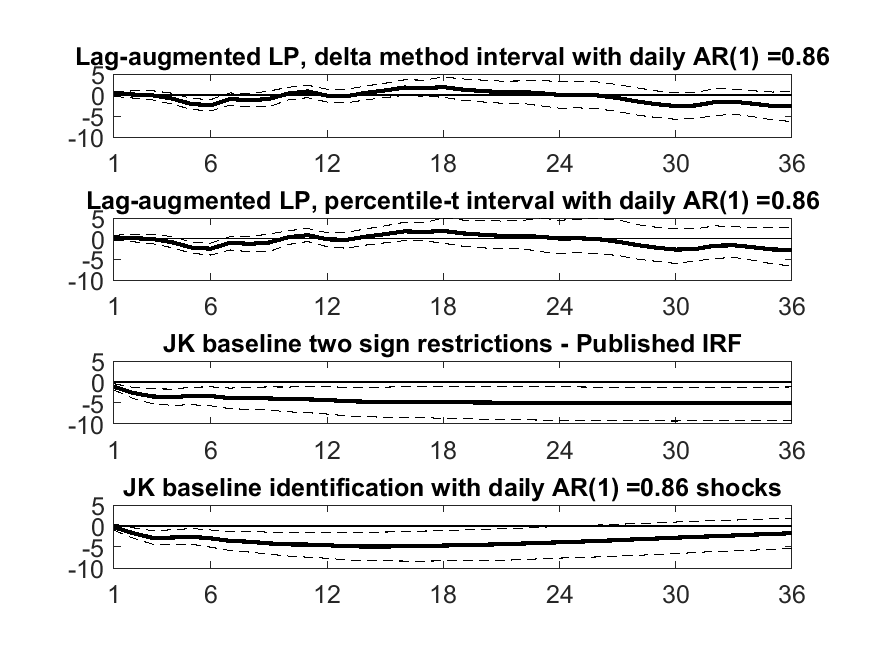 Lag-augmented LP, delta method interval with daily AR(1) =0.86
5
0
-5
-10
1 6 12 18 24 30 36
Lag-augmented LP, percentile-t interval with daily AR(1) =0.86
5
0
-5
-10
1 6 12 18 24 30 36
JK baseline two sign restrictions - Published IRF
5
0
-5
-10
1 6 12 18 24 30 36
JK baseline identification with daily AR(1) =0.86 shocks
5
0
-5
-10
1 6 12 18 24 30 36